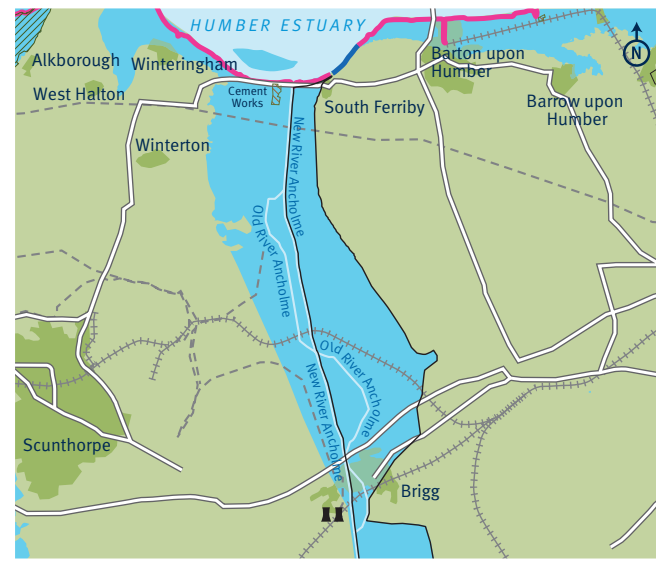 HUMBER ESTUARY
N
Alkborough
Winteringham
Barton upon
Humber
West Halton
Cement
Works
South Ferriby
Barrow upon
Humber
New River Ancholme
Winterton
Old River Ancholme
Old River Ancholme
New River Ancholme
Scunthorpe
Brigg